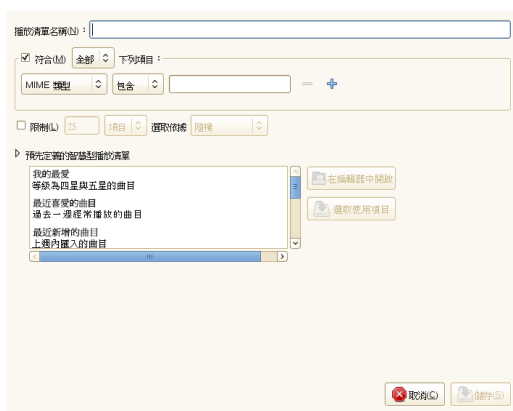 播放清單名稱(N)：
符合(M) 全部 下列項目：
MIME 類型 包含
限制(L) 25 項目 選取依據 隨機
預先定義的智慧型播放清單
我的最愛
等級為四星與五星的曲目
最近喜愛的曲目
過去一週經常播放的曲目
最近新增的曲目
上週內匯入的曲目
在編輯器中開啟
選取使用項目
取消(C) 儲存(S)